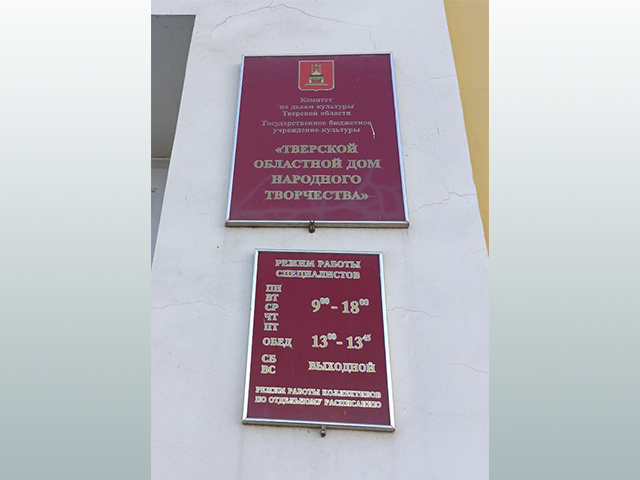 Комитет
по делам культуры
Тверской области
Государственное бюджетное
учреждение культуры
«ТВЕРСКОЙ
ОБЛАСТНОЙ ДОМ
НАРОДНОГО
ТВОРЧЕСТВА»
РЕЖИМ РАБОТЫ
СПЕЦИАЛИСТОВ
ПН
ВТ
СР 9⁰⁰ - 18⁰⁰
ЧТ
ПТ
ОБЕД 13⁰⁰ - 13⁴⁵
СБ
ВС ВЫХОДНОЙ
РЕЖИМ РАБОТЫ КОЛЛЕКТИВОВ
ПО ОТДЕЛЬНОМУ РАСПИСАНИЮ